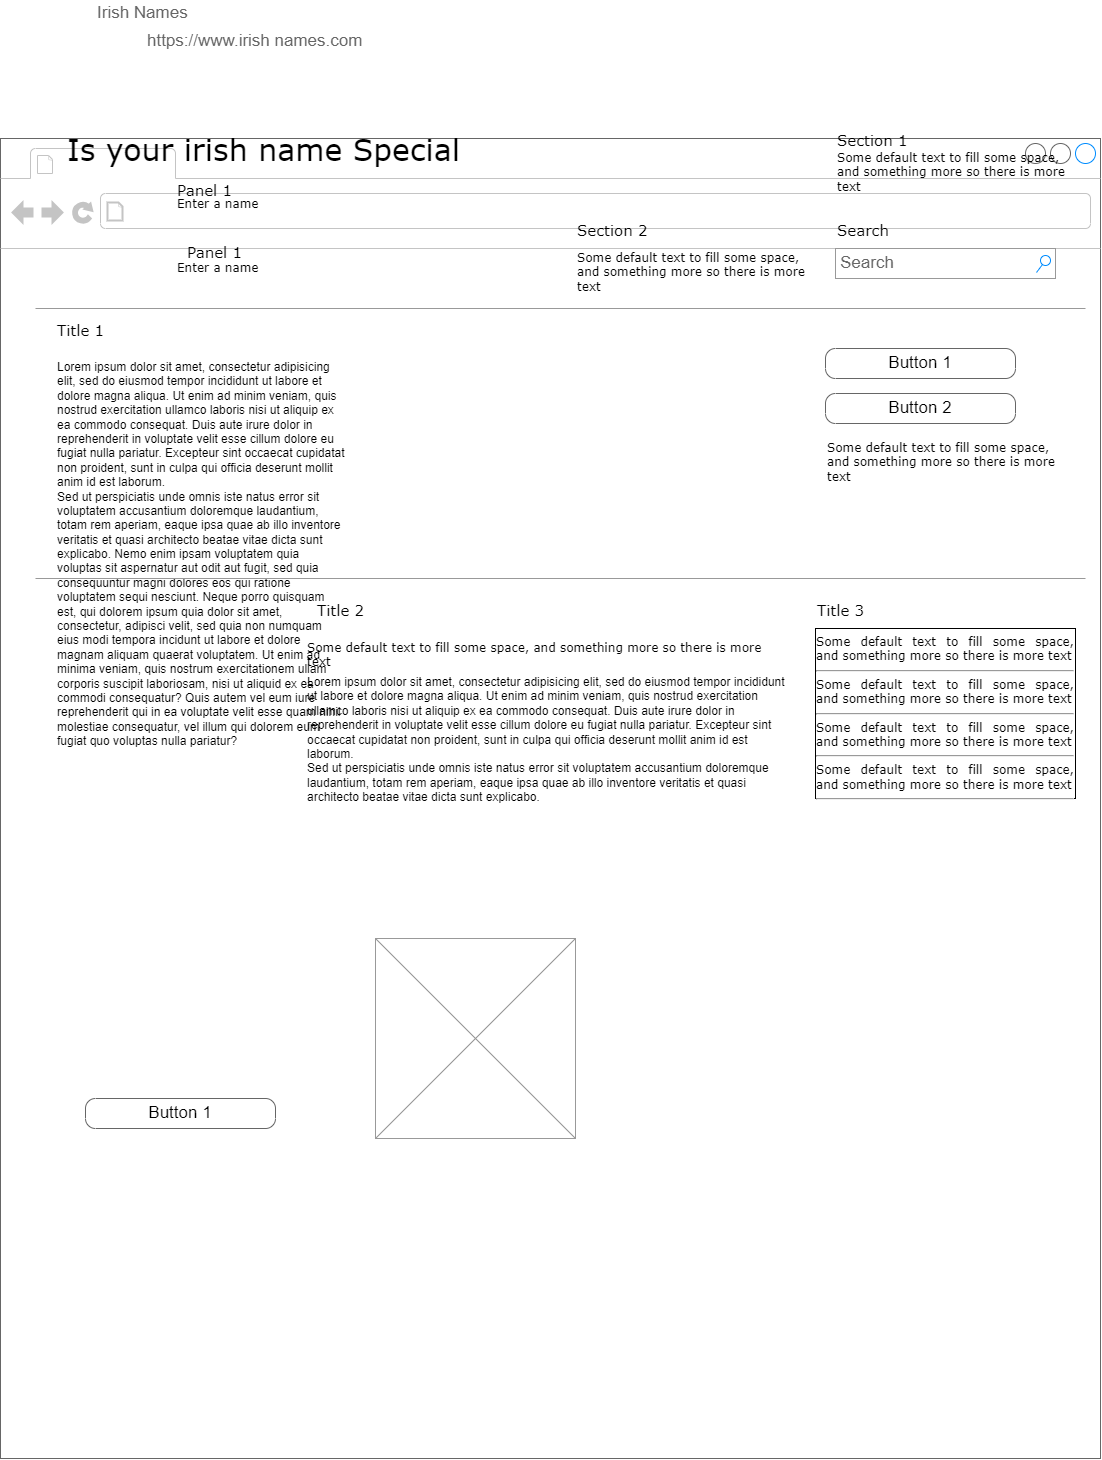 Irish Names
https://www.irish names.com
Is your irish name Special
Section 1
Some default text to fill some space,
and something more so there is more
text
Panel 1
Enter a name
Section 2
Search
Panel 1
Enter a name
Some default text to fill some space,
and something more so there is more
text
Search
Title 1
Lorem ipsum dolor sit amet, consectetur adipisicing
elit, sed do eiusmod tempor incididunt ut labore et
dolore magna aliqua. Ut enim ad minim veniam, quis
nostrud exercitation ullamco laboris nisi ut aliquip ex
ea commodo consequat. Duis aute irure dolor in
reprehenderit in voluptate velit esse cillum dolore eu
fugiat nulla pariatur. Excepteur sint occaecat cupidatat
non proident, sunt in culpa qui officia deserunt mollit
anim id est laborum.
Sed ut perspiciatis unde omnis iste natus error sit
voluptatem accusantium doloremque laudantium,
totam rem aperiam, eaque ipsa quae ab illo inventore
veritatis et quasi architecto beatae vitae dicta sunt
explicabo. Nemo enim ipsam voluptatem quia
voluptas sit aspernatur aut odit aut fugit, sed quia
consequuntur magni dolores eos qui ratione
voluptatem sequi nesciunt. Neque porro quisquam
est, qui dolorem ipsum quia dolor sit amet,
consectetur, adipisci velit, sed quia non numquam
eius modi tempora incidunt ut labore et dolore
magnam aliquam quaerat voluptatem. Ut enim ad
minima veniam, quis nostrum exercitationem ullam
corporis suscipit laboriosam, nisi ut aliquid ex ea
commodi consequatur? Quis autem vel eum iure
reprehenderit qui in ea voluptate velit esse quam nihil
molestiae consequatur, vel illum qui dolorem eum
fugiat quo voluptas nulla pariatur?
Button 1
Button 2
Some default text to fill some space,
and something more so there is more
text
Title 2
Some default text to fill some space, and something more so there is more
text
Lorem ipsum dolor sit amet, consectetur adipisicing elit, sed do eiusmod tempor incididunt
ut labore et dolore magna aliqua. Ut enim ad minim veniam, quis nostrud exercitation
ullamco laboris nisi ut aliquip ex ea commodo consequat. Duis aute irure dolor in
reprehenderit in voluptate velit esse cillum dolore eu fugiat nulla pariatur. Excepteur sint
occaecat cupidatat non proident, sunt in culpa qui officia deserunt mollit anim id est
laborum.
Sed ut perspiciatis unde omnis iste natus error sit voluptatem accusantium doloremque
laudantium, totam rem aperiam, eaque ipsa quae ab illo inventore veritatis et quasi
architecto beatae vitae dicta sunt explicabo.
Title 3
Some default text to fill some space,
and something more so there is more text
Some default text to fill some space,
and something more so there is more text
Some default text to fill some space,
and something more so there is more text
Some default text to fill some space,
and something more so there is more text
Button 1